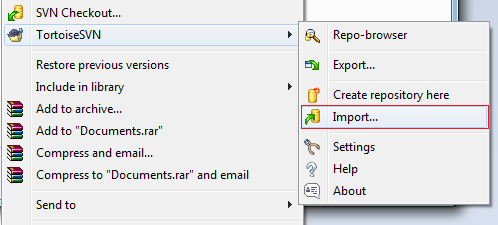 SVN Checkout...
TortoiseSVN
Restore previous versions
Include in library
Add to archive...
Add to "Documents.rar"
Compress and email...
Compress to "Documents.rar" and email
Send to
Repo-browser
Export...
Create repository here
Import...
Settings
Help
About